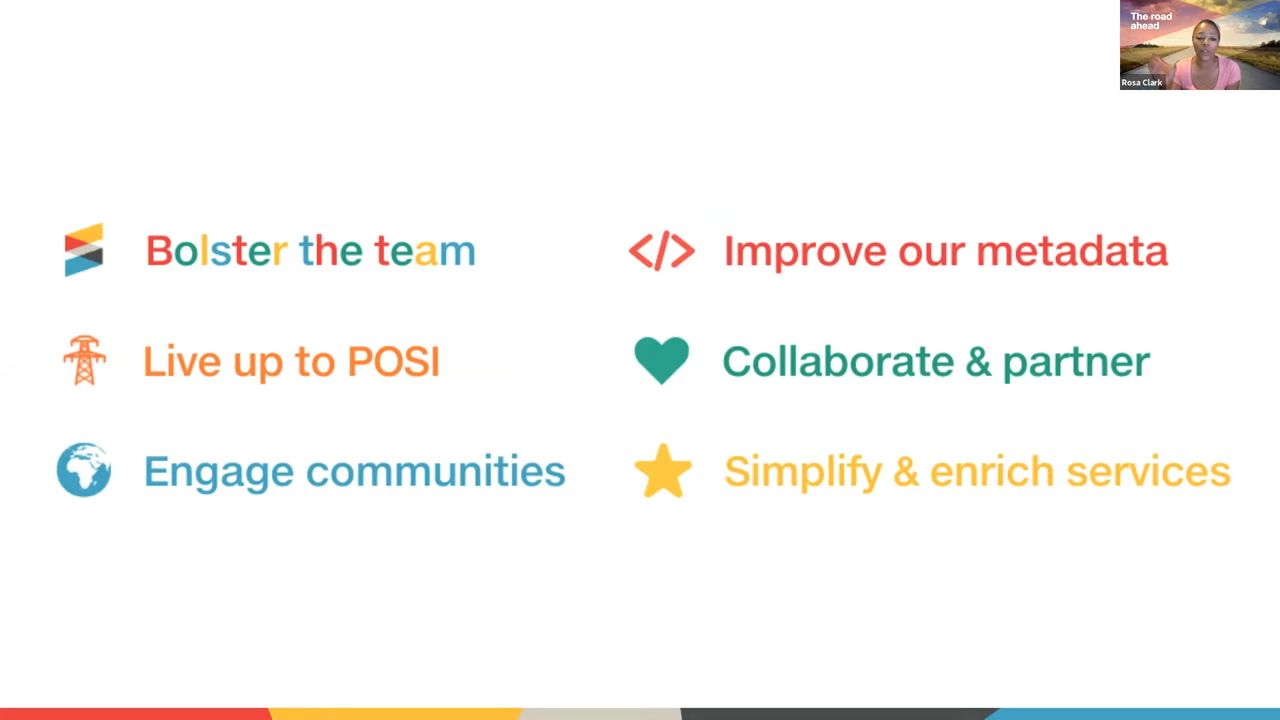 The road
ahead
Rosa Clark
Bolster the team
Live up to POSI
Engage communities
</> Improve our metadata
Collaborate & partner
Simplify & enrich services